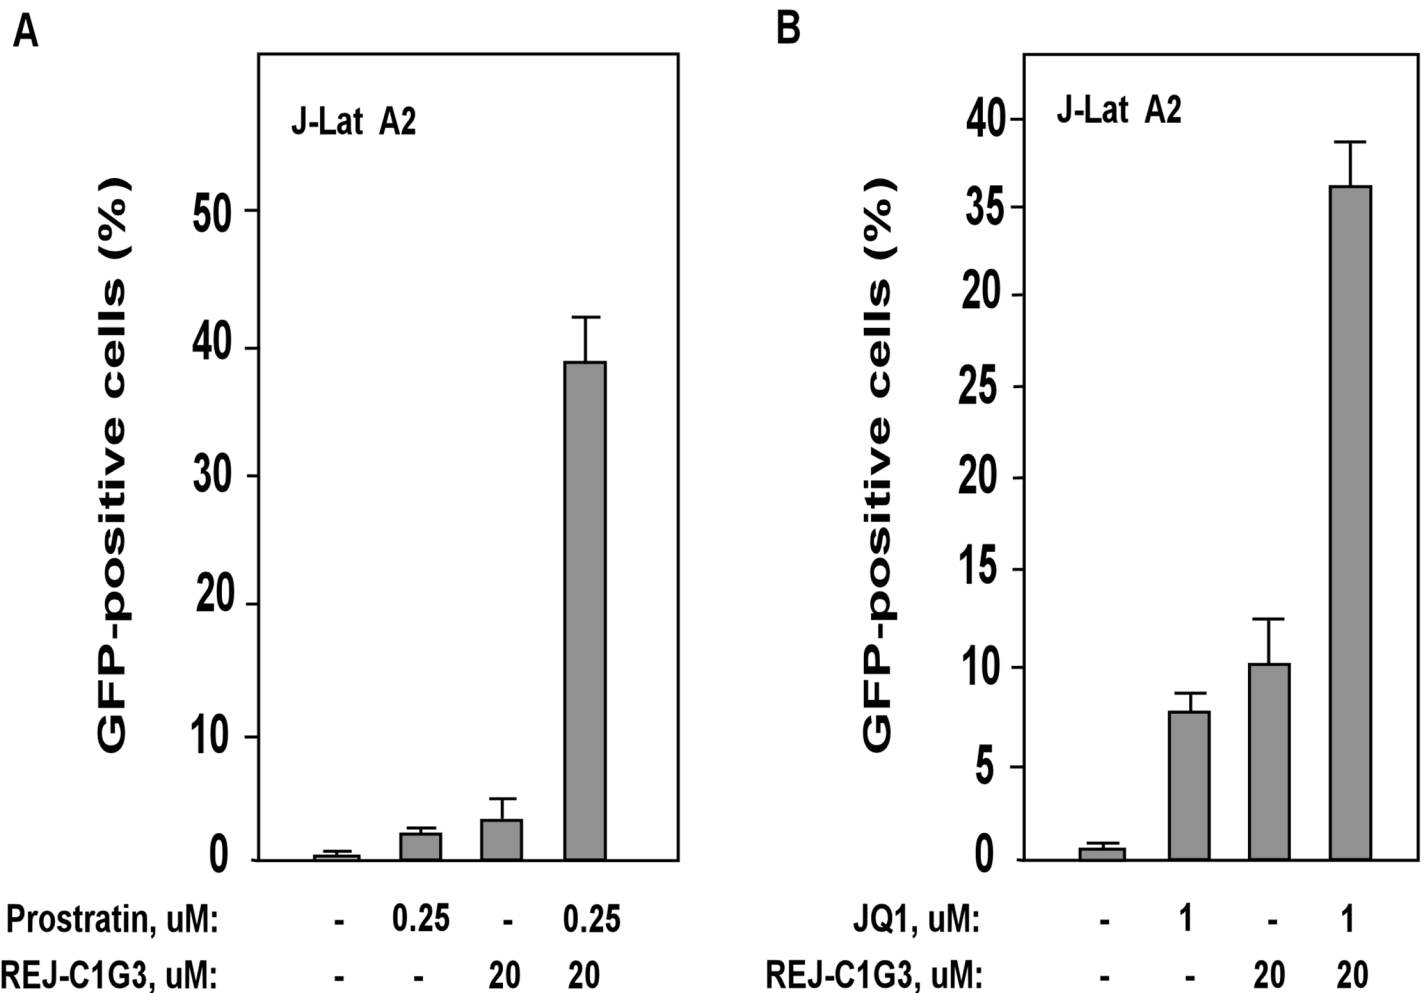 A
J-Lat A2
GFP-positive cells (%)
50
40
30
20
10
0
Prostratin, uM: - 0.25 - 0.25
REJ-C1G3, uM: - - 20 20
B
J-Lat A2
GFP-positive cells (%)
40
35
20
25
20
15
10
5
0
JQ1, uM: - 1 - 1
REJ-C1G3, uM: - - 20 20